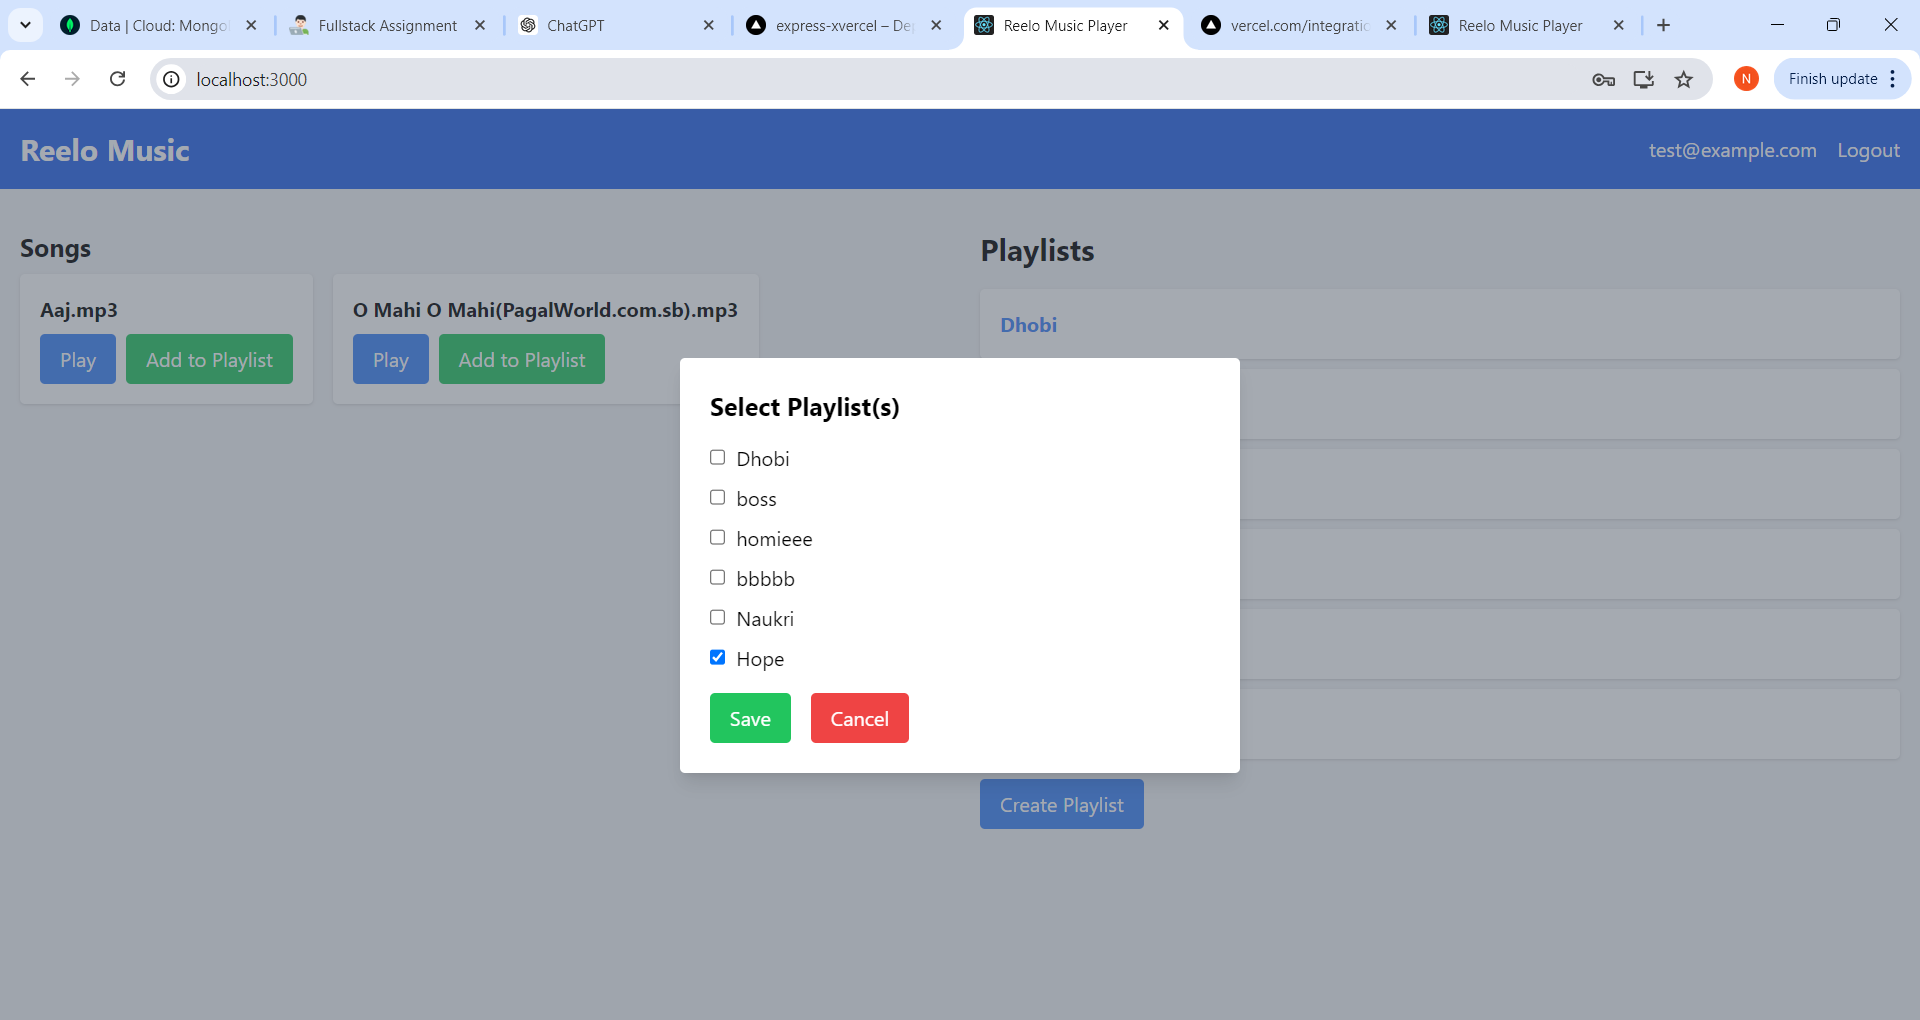 Data | Cloud: Mongo
Fullstack Assignment
ChatGPT
express-xvercel – De
Reelo Music Player
vercel.com/integratio
Reelo Music Player
localhost:3000
N
Finish update
Reelo Music
test@example.com
Logout
Songs
Aaj.mp3
Play
Add to Playlist
O Mahi O Mahi(PagalWorld.com.sb).mp3
Play
Add to Playlist
Playlists
Dhobi
Select Playlist(s)
Dhobi
boss
homieee
bbbbb
Naukri
Hope
Save
Cancel
Create Playlist